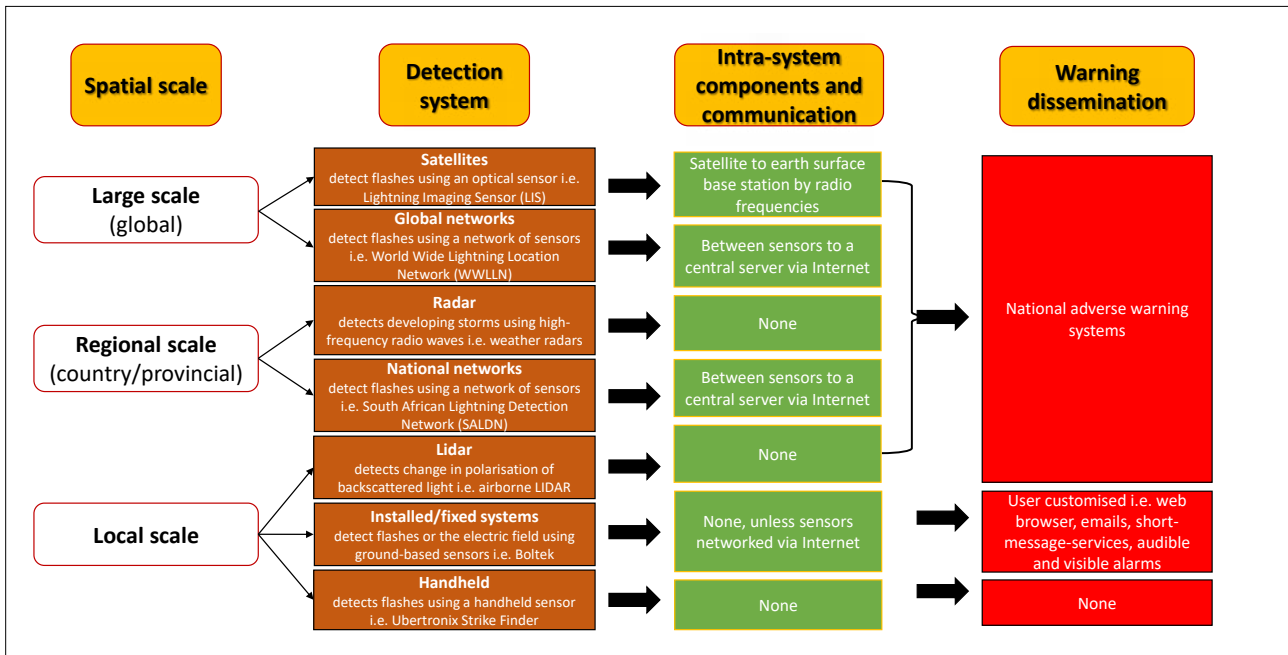 Spatial scale
Detection
system
Intra-system
components and
communication
Warning
dissemination
Large scale
(global)
Satellites
detect flashes using an optical sensor i.e.
Lightning Imaging Sensor (LIS)
Satellite to earth surface
base station by radio
frequencies
Global networks
detect flashes using a network of sensors
i.e. World Wide Lightning Location
Network (WWLLN)
Between sensors to a
central server via Internet
Regional scale
(country/provincial)
Radar
detects developing storms using high-
frequency radio waves i.e. weather radars
None
National networks
detect flashes using a network of sensors
i.e. South African Lightning Detection
Network (SALDN)
Between sensors to a
central server via Internet
National adverse warning
systems
Local scale
Lidar
detects change in polarisation of
backscattered light i.e. airborne LIDAR
None
Installed/fixed systems
detect flashes or the electric field using
ground-based sensors i.e. Boltek
None, unless sensors
networked via Internet
User customised i.e. web
browser, emails, short-
message-services, audible
and visible alarms
Handheld
detects flashes using a handheld sensor
i.e. Ubertronix Strike Finder
None
None